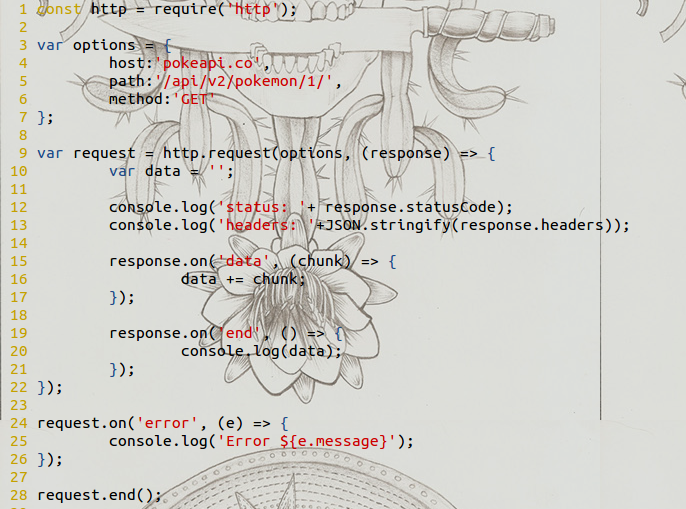 1 const http = require('http');
2
3 var options = {
4 host:'pokeapi.co',
5 path:'/api/v2/pokemon/1/',
6 method:'GET'
7 };
8
9 var request = http.request(options, (response) => {
10 var data = '';
11
12 console.log('status: '+ response.statusCode);
13 console.log('headers: '+JSON.stringify(response.headers));
14
15 response.on('data', (chunk) => {
16 data += chunk;
17 });
18
19 response.on('end', () => {
20 console.log(data);
21 });
22 });
23
24 request.on('error', (e) => {
25 console.log('Error ${e.message}');
26 });
27
28 request.end();